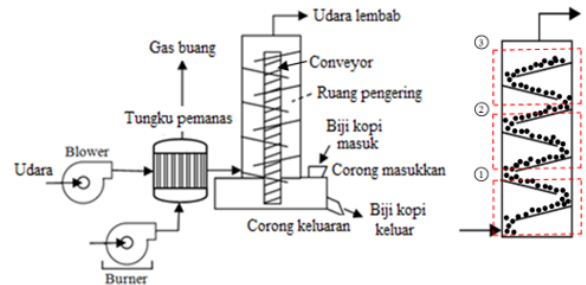 Udara lembab
Gas buang
Conveyor
Ruang pengering
Tungku pemanas
Biji kopi
masuk
Blower
Udara
Corong masukkan
Biji kopi
keluar
Corong keluaran
Burner
③
②
①